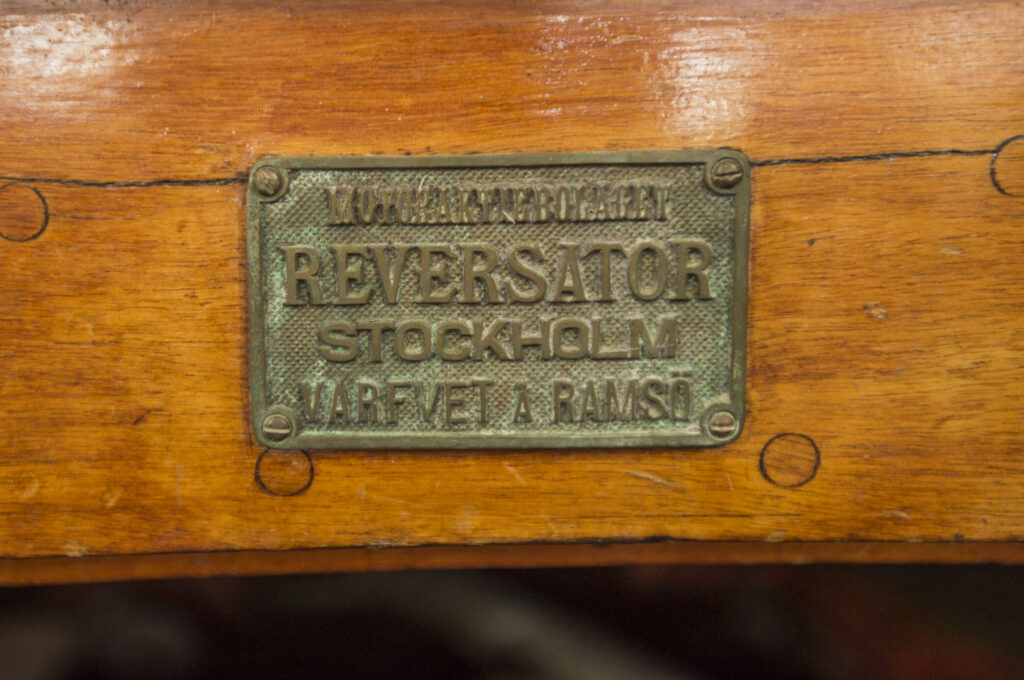 MOTORAKTIEBOLAGET
REVERSATOR
STOCKHOLM
VARFVET Å RAMSÖ